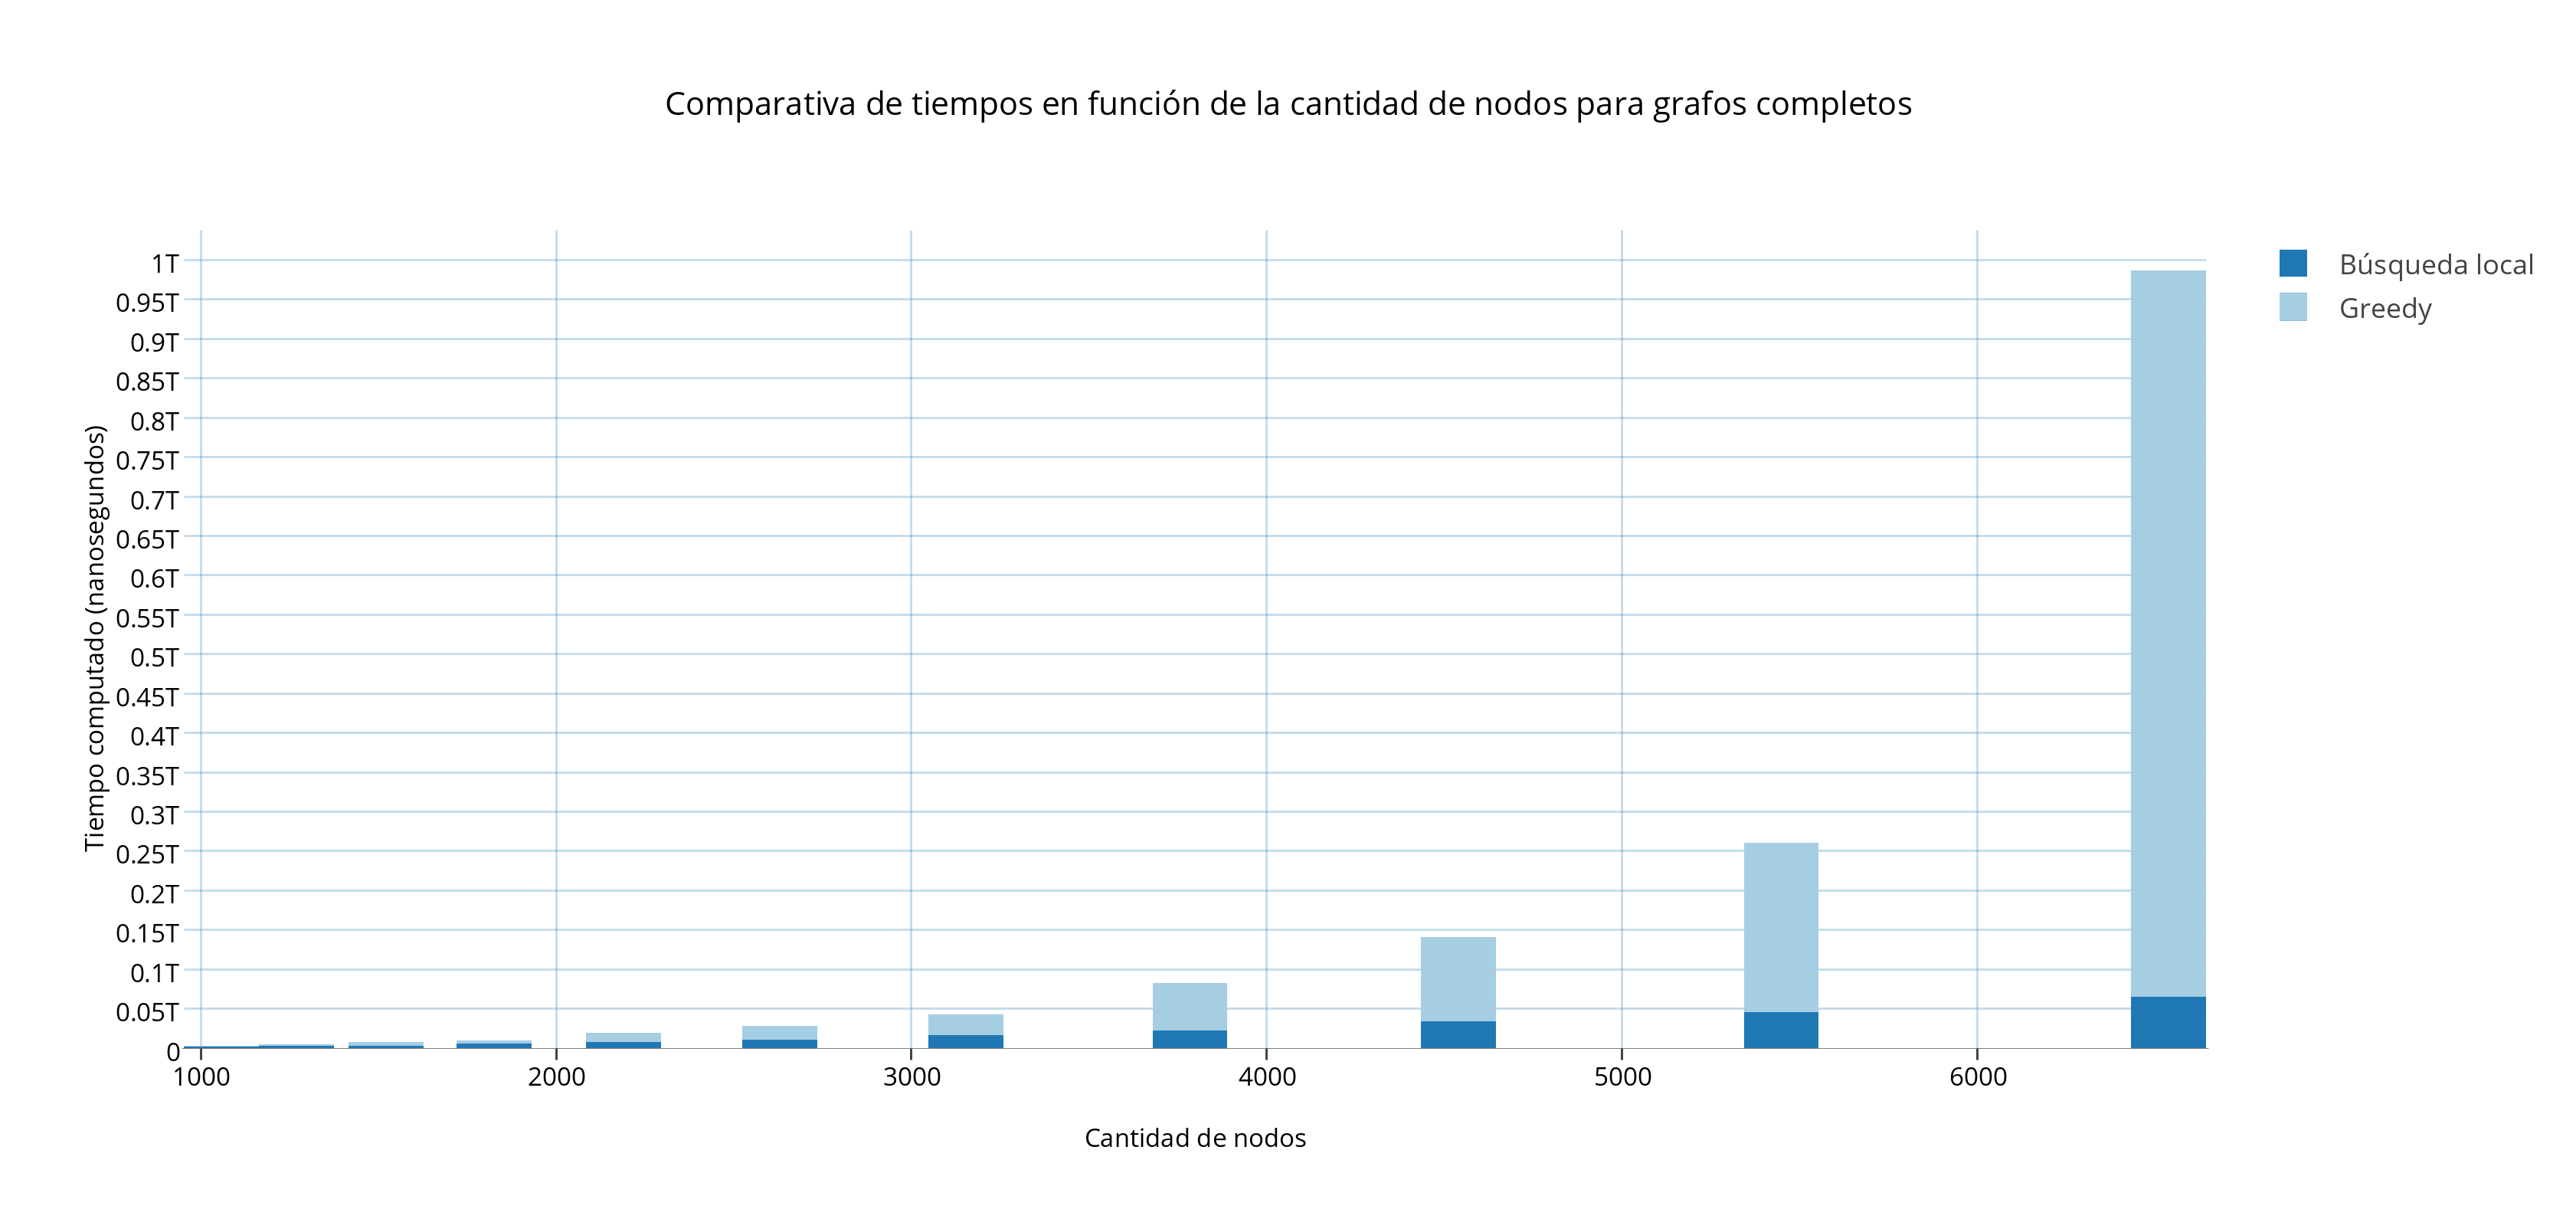 Comparativa de tiempos en función de la cantidad de nodos para grafos completos
Búsqueda local
Greedy
Tiempo computado (nanosegundos)
1T
0.95T
0.9T
0.85T
0.8T
0.75T
0.7T
0.65T
0.6T
0.55T
0.5T
0.45T
0.4T
0.35T
0.3T
0.25T
0.2T
0.15T
0.1T
0.05T
0
1000 2000 3000 4000 5000 6000
Cantidad de nodos